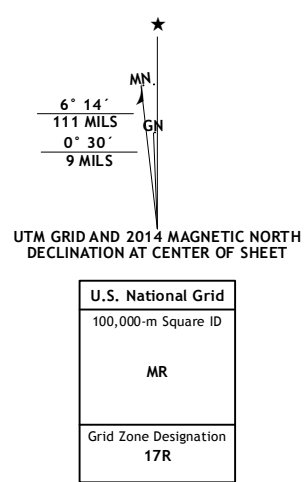 ★
MN
6° 14´
111 MILS
GN
0° 30´
9 MILS
UTM GRID AND 2014 MAGNETIC NORTH
DECLINATION AT CENTER OF SHEET
U.S. National Grid
100,000-m Square ID
MR
Grid Zone Designation
17R